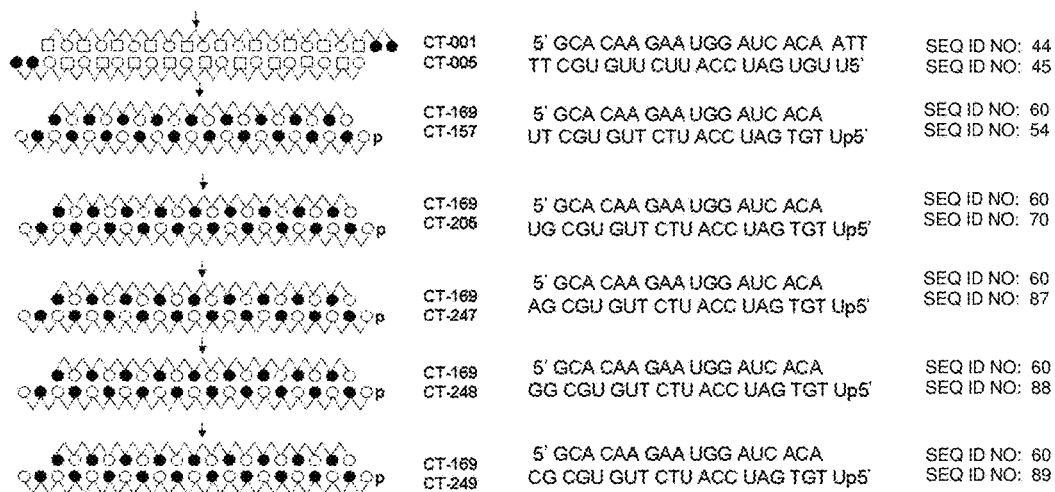 CT-001 5' GCA CAA GAA UGG AUC ACA ATT SEQ ID NO: 44
CT-005 TT CGU GUU CUU ACC UAG UGU U5' SEQ ID NO: 45
CT-169 5' GCA CAA GAA UGG AUC ACA SEQ ID NO: 60
p CT-157 UT CGU GUT CTU ACC UAG TGT Up5' SEQ ID NO: 54
CT-169 5' GCA CAA GAA UGG AUC ACA SEQ ID NO: 60
p CT-206 UG CGU GUT CTU ACC UAG TGT Up5' SEQ ID NO: 70
CT-169 5' GCA CAA GAA UGG AUC ACA SEQ ID NO: 60
p CT-247 AG CGU GUT CTU ACC UAG TGT Up5' SEQ ID NO: 87
CT-169 5' GCA CAA GAA UGG AUC ACA SEQ ID NO: 60
p CT-248 GG CGU GUT CTU ACC UAG TGT Up5' SEQ ID NO: 88
CT-169 5' GCA CAA GAA UGG AUC ACA SEQ ID NO: 60
p CT-249 CG CGU GUT CTU ACC UAG TGT Up5' SEQ ID NO: 89